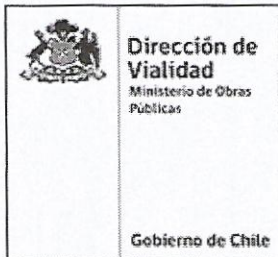 Dirección de
Vialidad
Ministerio de Obras
Públicas
Gobierno de Chile